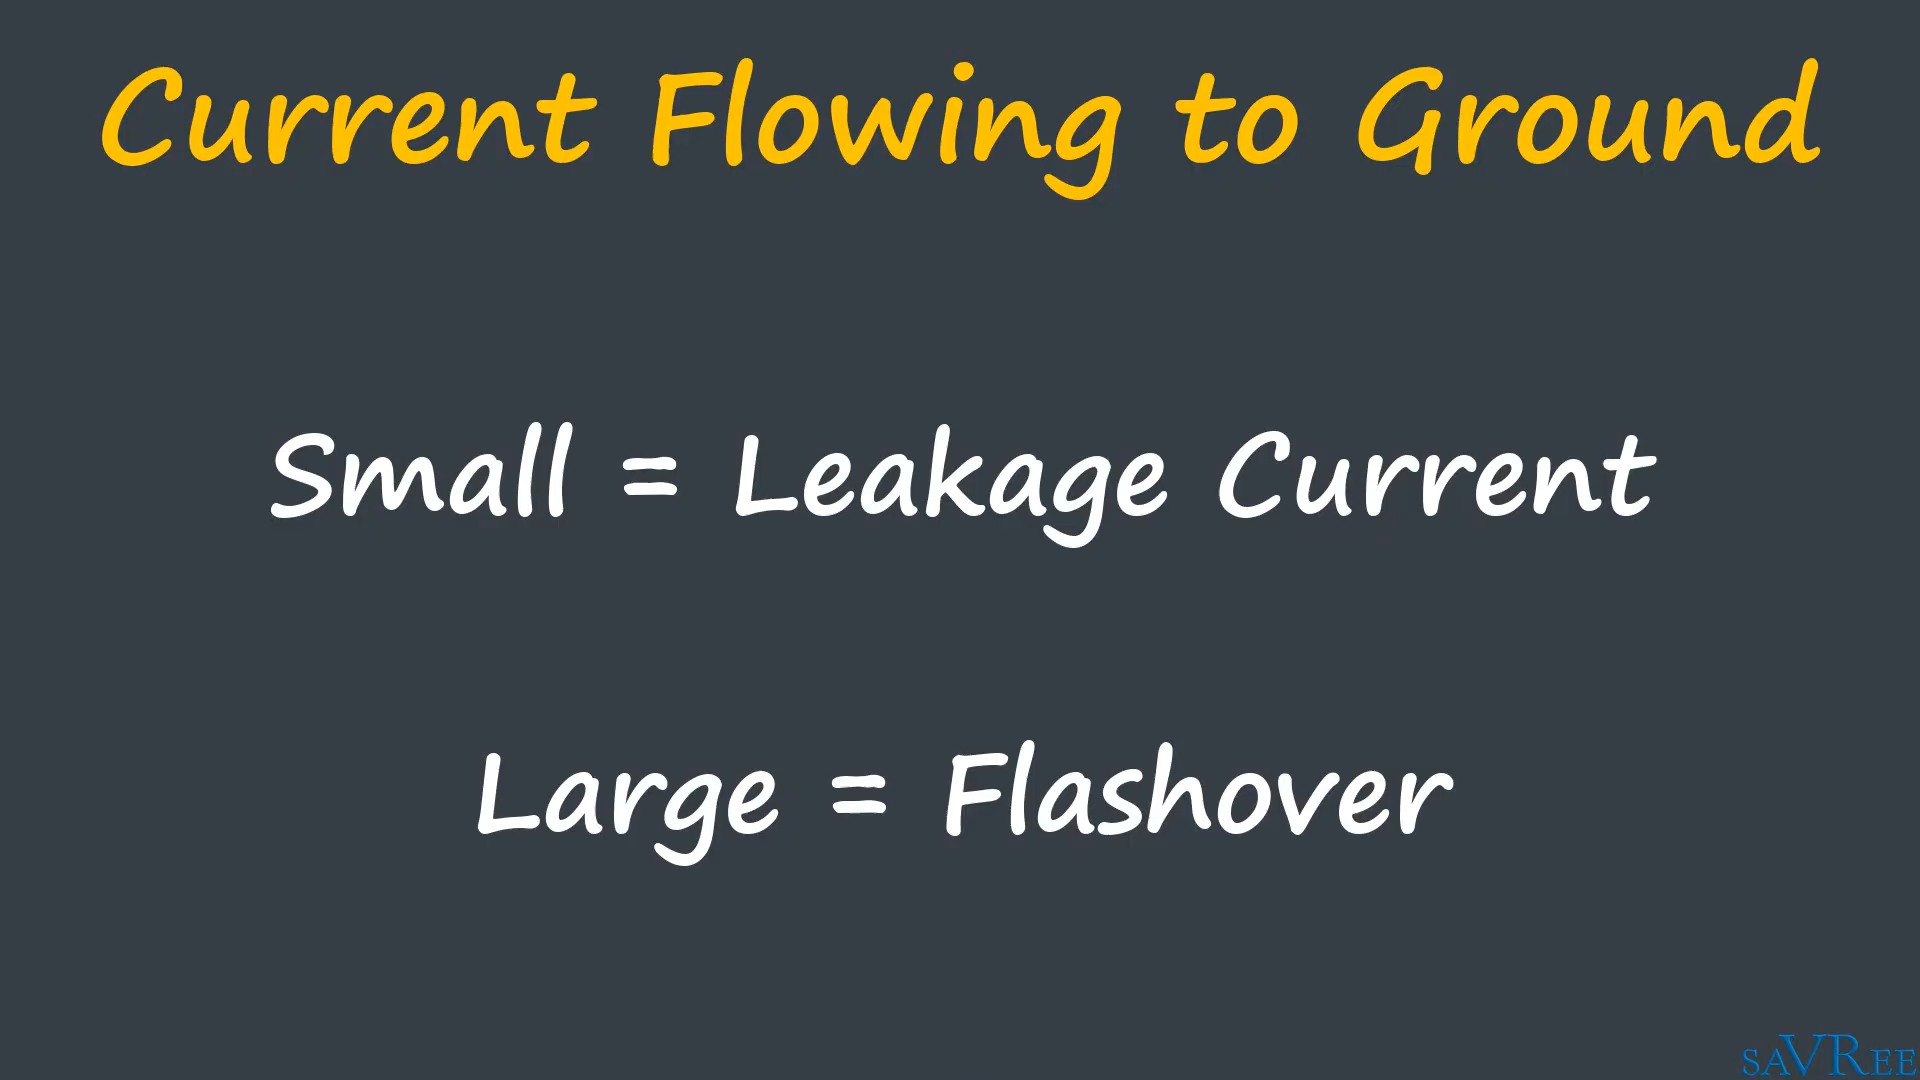 Current Flowing to Ground
Small = Leakage Current
Large = Flashover
saVRee